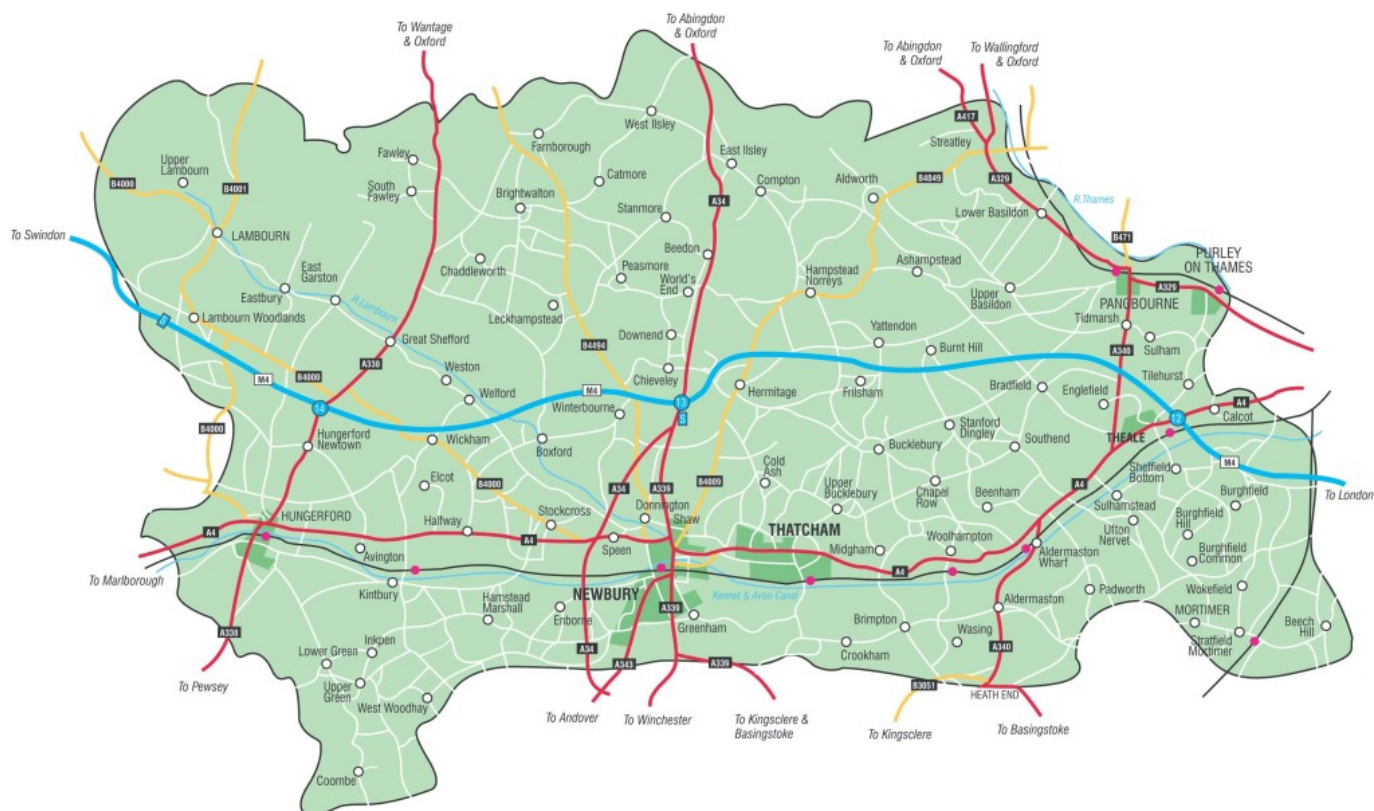 To Wantage
& Oxford
To Abingdon
& Oxford
To Abingdon
& Oxford
To Wallingford
& Oxford
A417
West Ilsley
Farnborough
Streatley
Fawley
East Ilsley
Upper
Lambourn
B4000
B4001
South
Fawley
Catmore
Compton
Aldworth
B4049
A329
Brightwalton
A34
R.Thames
Stanmore
Lower Basildon
To Swindon
LAMBOURN
B471
Beedon
PURLEY
ON THAMES
East
Garston
Chaddleworth
Peasmore
World's
End
Hampstead
Norreys
Ashampstead
Eastbury
R.Lambourn
Upper
Basildon
A329
PANGBOURNE
Leckhampstead
Lambourn Woodlands
S
Tidmarsh
Great Shefford
Downend
Yattendon
B4494
Burnt Hill
A340
Sulham
A338
Weston
Chieveley
M4
B4000
Hermitage
Frilsham
Bradfield
Englefield
Tilehurst
Welford
M4
14
13
S
Winterbourne
A4
12
Calcot
B4000
Hungerford
Newtown
Wickham
Boxford
Bucklebury
Stanford
Dingley
Southend
THEALE
Cold
Ash
M4
Elcot
B4000
A34
A339
B4009
Upper
Bucklebury
Chapel
Row
Beenham
A4
Sheffield
Bottom
To London
Sulhamstead
Burghfield
HUNGERFORD
Halfway
Stockcross
Donnington
Shaw
THATCHAM
Ufton
Nervet
Burghfield
Hill
A4
A4
Speen
Midgham
Woolhampton
Aldermaston
Wharf
Burghfield
Common
Avington
To Marlborough
A4
Kintbury
NEWBURY
Kennet & Avon Canal
Padworth
Wokefield
Hamstead
Marshall
Enborne
A339
Greenham
Aldermaston
MORTIMER
Brimpton
Beech
Hill
A338
Inkpen
Wasing
Stratfield
Mortimer
Lower Green
A34
A343
A339
Crookham
A340
To Pewsey
Upper
Green
West Woodhay
B3051
HEATH END
To Andover
To Winchester
To Kingsclere &
Basingstoke
To Kingsclere
To Basingstoke
Coombe